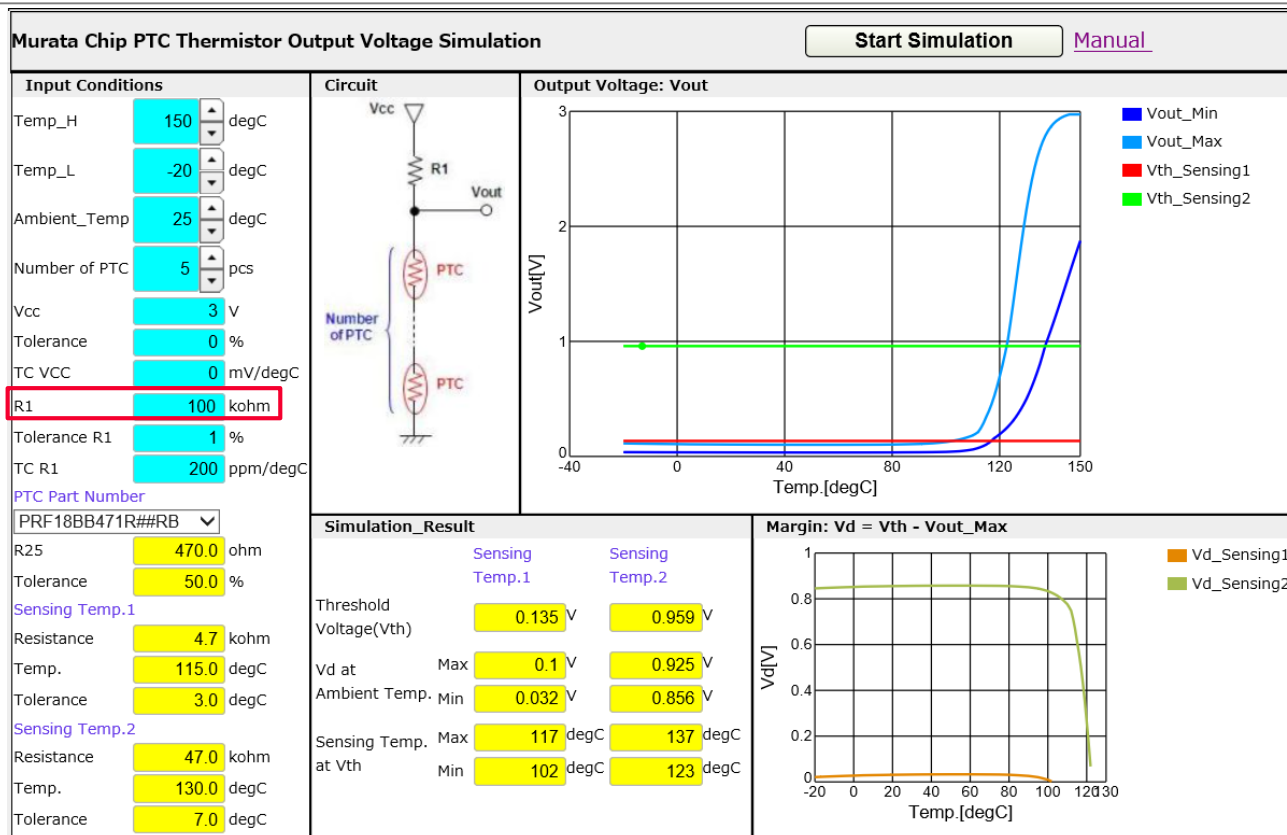 Murata Chip PTC Thermistor Output Voltage Simulation
Start Simulation
Manual
Input Conditions
Temp_H 150 degC
Temp_L -20 degC
Ambient_Temp 25 degC
Number of PTC 5 pcs
Vcc 3 V
Tolerance 0 %
TC VCC 0 mV/degC
R1 100 kohm
Tolerance R1 1 %
TC R1 200 ppm/degC
PTC Part Number
PRF18BB471R##RB
R25 470.0 ohm
Tolerance 50.0 %
Sensing Temp.1
Resistance 4.7 kohm
Temp. 115.0 degC
Tolerance 3.0 degC
Sensing Temp.2
Resistance 47.0 kohm
Temp. 130.0 degC
Tolerance 7.0 degC
Circuit
Vcc
R1
Vout
PTC
Number
of PTC
PTC
Output Voltage: Vout
3
2
1
0
Vout[V]
-40 0 40 80 120 150
Temp.[degC]
Vout_Min
Vout_Max
Vth_Sensing1
Vth_Sensing2
Simulation_Result
Sensing Sensing
Temp.1 Temp.2
Threshold
Voltage(Vth) 0.135 V 0.959 V
Vd at Max 0.1 V 0.925 V
Ambient Temp. Min 0.032 V 0.856 V
Sensing Temp. Max 117 degC 137 degC
at Vth Min 102 degC 123 degC
Margin: Vd = Vth - Vout_Max
1
0.8
0.6
0.4
0.2
0
Vd[V]
-20 0 20 40 60 80 100 120 130
Temp.[degC]
Vd_Sensing1
Vd_Sensing2